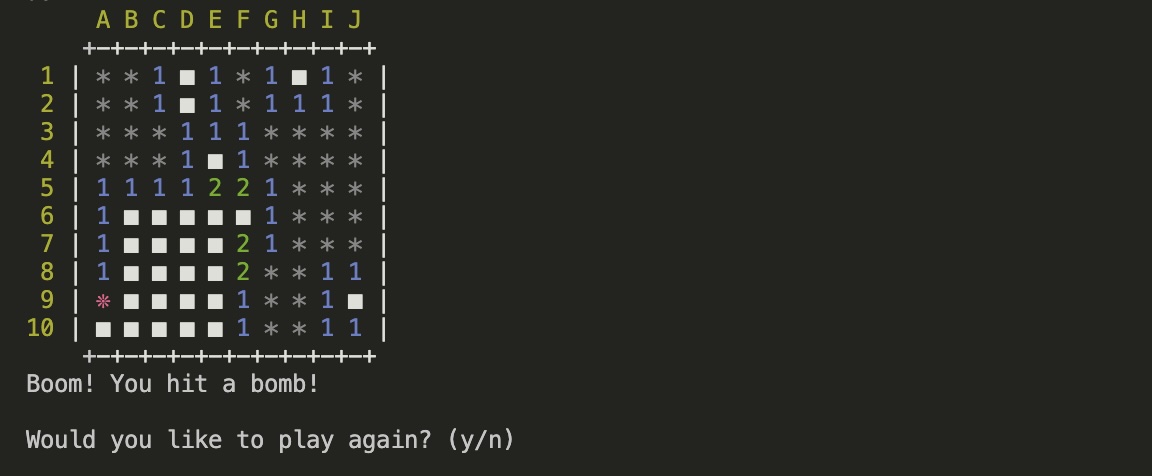 A B C D E F G H I J
+—+—+—+—+—+—+—+—+—+—+
1 | * * 1 ■ 1 * 1 ■ 1 * |
2 | * * 1 ■ 1 * 1 1 1 * |
3 | * * * 1 1 1 * * * * |
4 | * * * 1 ■ 1 * * * * |
5 | 1 1 1 1 2 2 1 * * * |
6 | 1 ■ ■ ■ ■ ■ 1 * * * |
7 | 1 ■ ■ ■ ■ 2 1 * * * |
8 | 1 ■ ■ ■ ■ 2 * * 1 1 |
9 | ❊ ■ ■ ■ ■ 1 * * 1 ■ |
10 | ■ ■ ■ ■ ■ 1 * * 1 1 |
+—+—+—+—+—+—+—+—+—+—+
Boom! You hit a bomb!
Would you like to play again? (y/n)